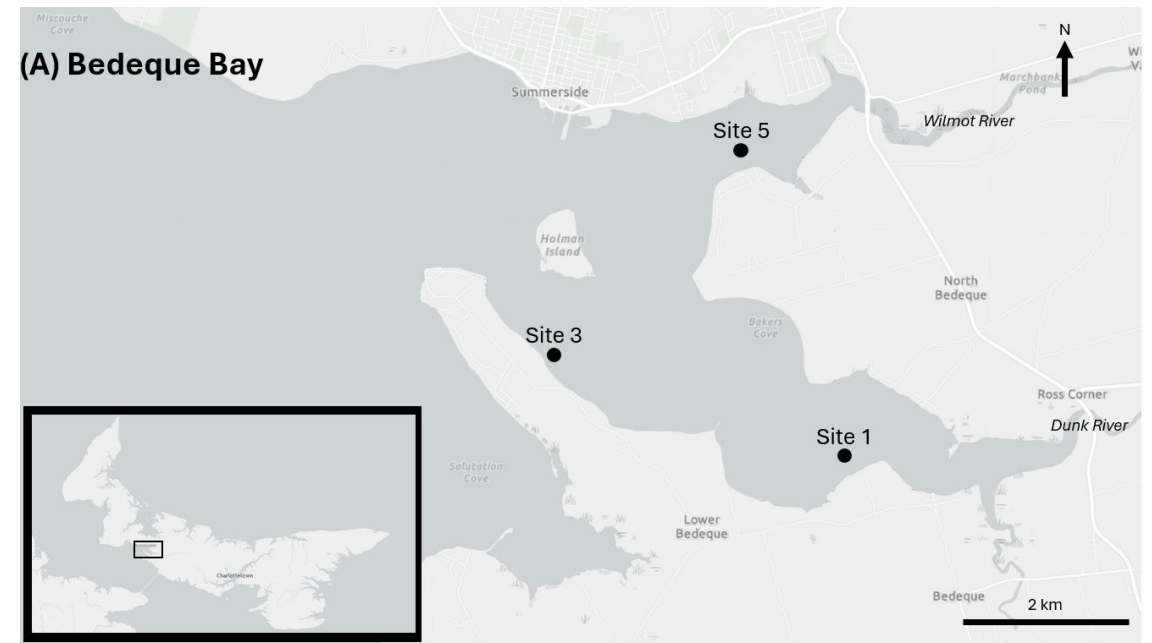 Miscouche
Cove
(A) Bedeque Bay
N
Summerside
Marchbank
Pond
Wilmot River
Site 5
Holman
Island
North
Bedeque
Bakers
Cove
Site 3
Ross Corner
Dunk River
Site 1
Salutation
Cove
Lower
Bedeque
Charlottetown
Bedeque
2 km